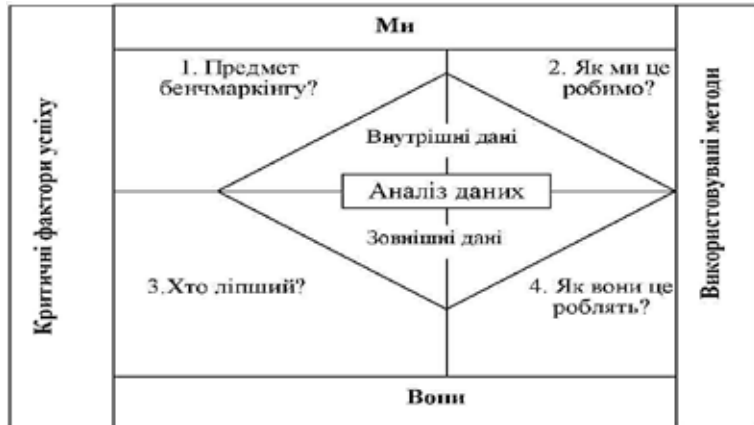 Ми
1. Предмет
бенчмаркінгу?
2. Як ми це
робимо?
Внутрішні дані
Аналіз даних
Зовнішні дані
3.Хто ліпший?
4. Як вони це
роблять?
Вони
Критичні фактори успіху
Використовувані методи